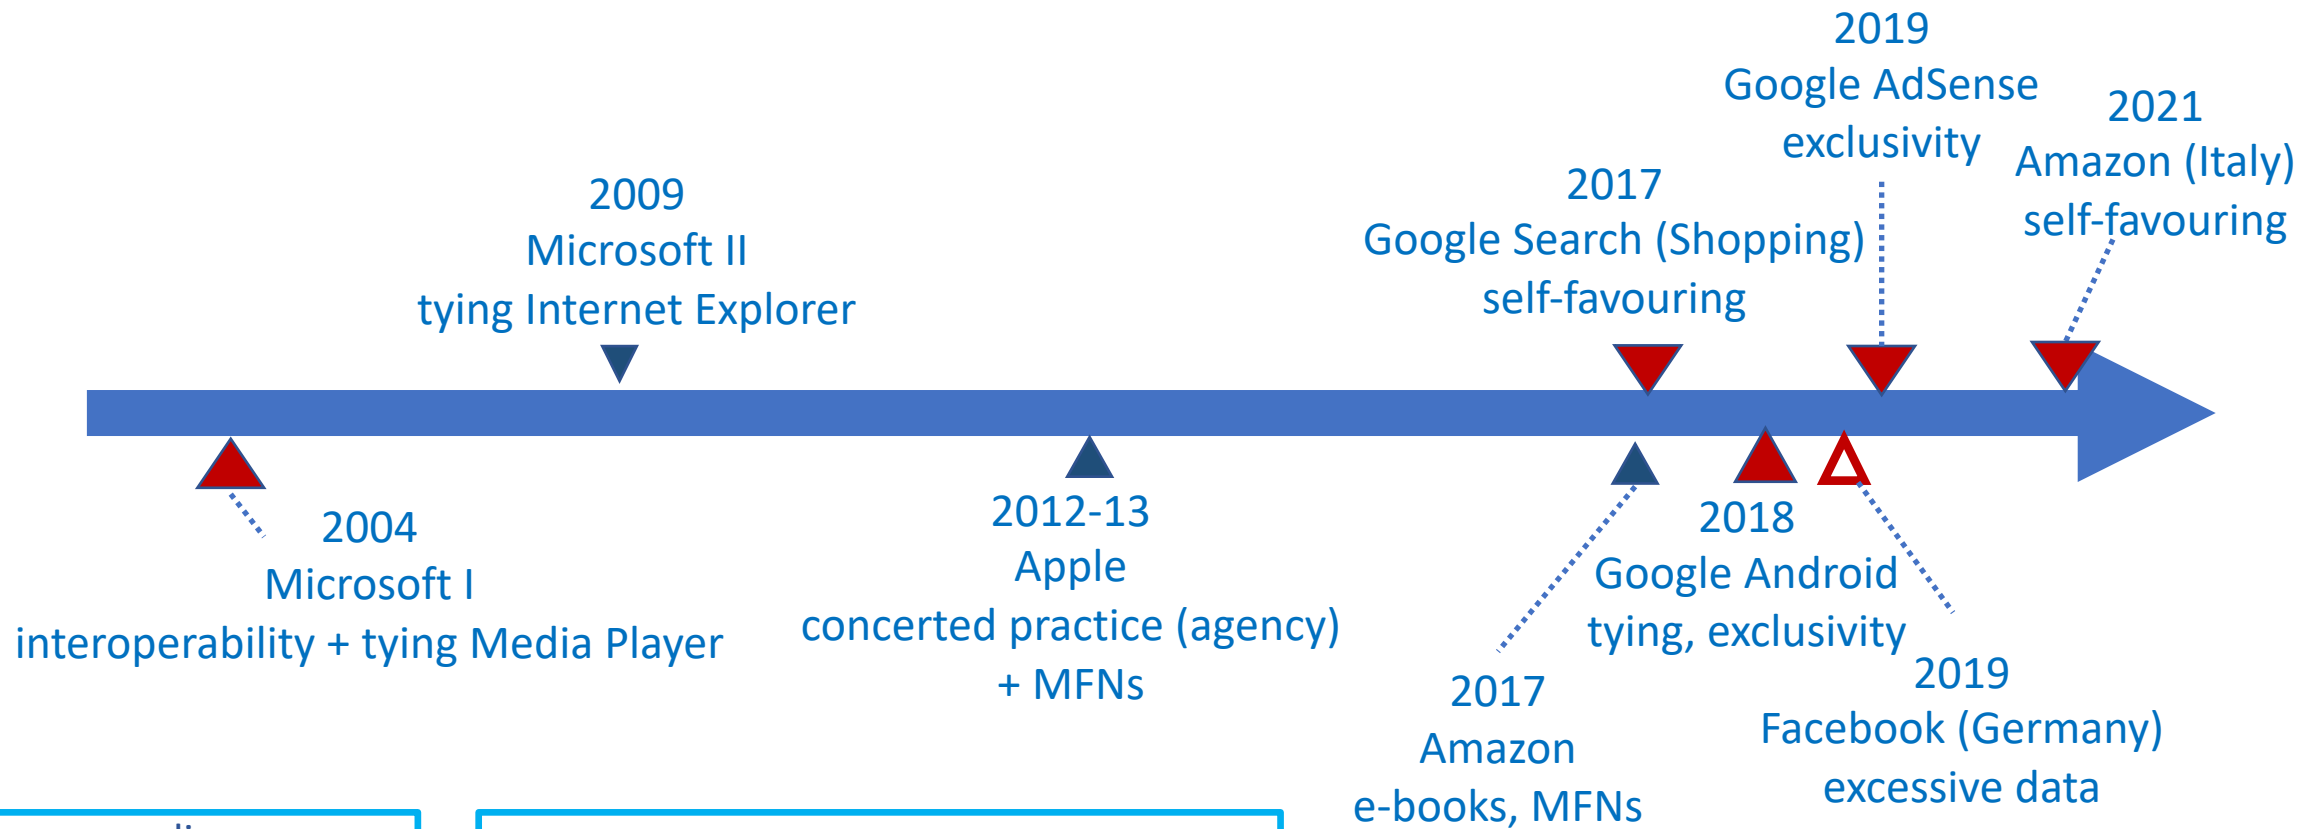 2019
Google AdSense
exclusivity
2021
Amazon (Italy)
self-favouring
2017
Google Search (Shopping)
self-favouring
2009
Microsoft II
tying Internet Explorer
2004
Microsoft I
interoperability + tying Media Player
2012-13
Apple
concerted practice (agency)
+ MFNs
2018
Google Android
tying, exclusivity
2017
Amazon
e-books, MFNs
2019
Facebook (Germany)
excessive data